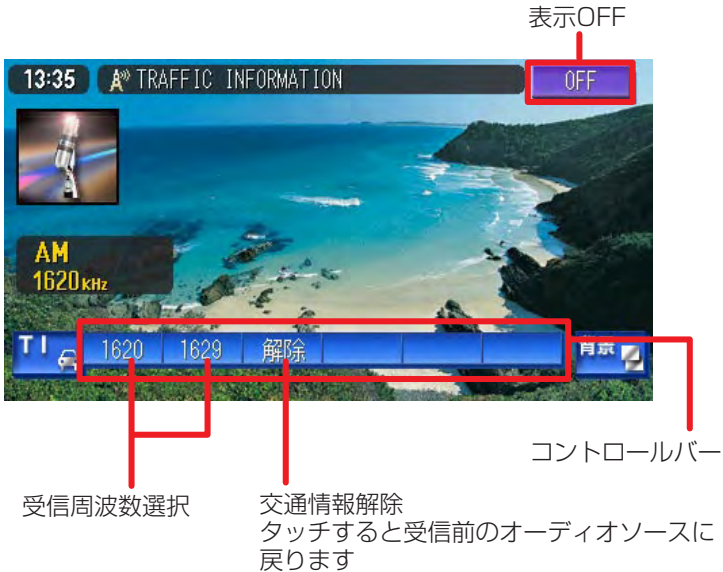 表示OFF
13:35 TRAFFIC INFORMATION OFF
AM
1620kHz
TI 1620 1629 解除 背景
コントロールバー
受信周波数選択
交通情報解除
タッチすると受信前のオーディオソースに
戻ります